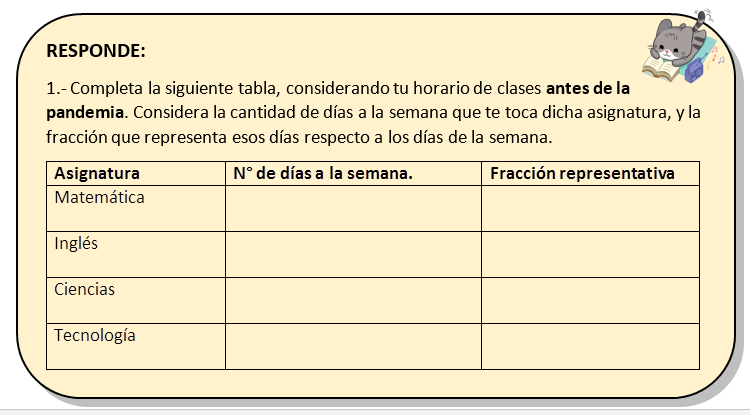 RESPONDE:
1.- Completa la siguiente tabla, considerando tu horario de clases antes de la
pandemia. Considera la cantidad de días a la semana que te toca dicha asignatura, y la
fracción que representa esos días respecto a los días de la semana.
Asignatura N° de días a la semana. Fracción representativa
Matemática
Inglés
Ciencias
Tecnología